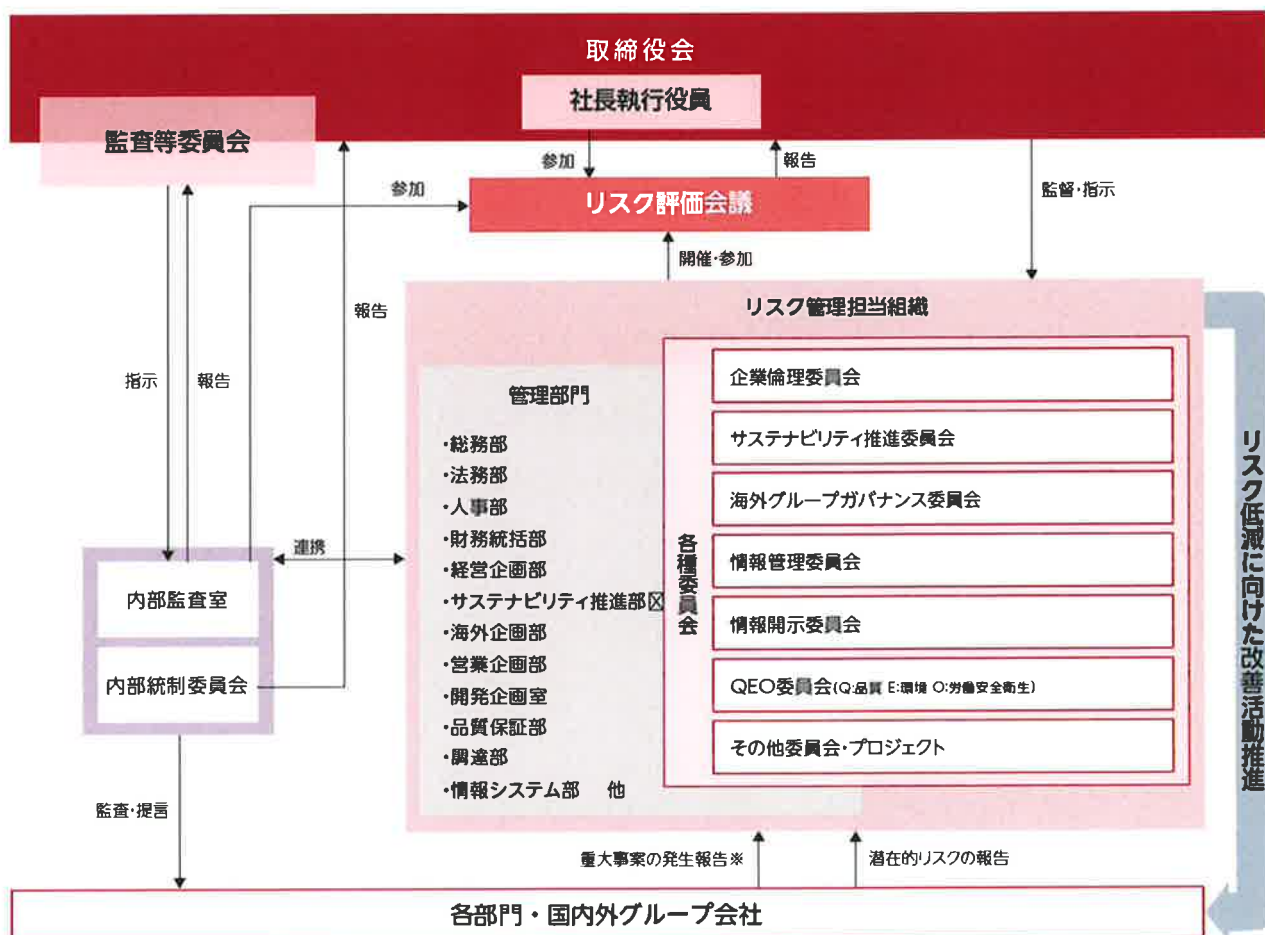 取締役会
社長執行役員
監査等委員会
参加
報告
参加
リスク評価会議
監督・指示
開催・参加
報告
リスク管理担当組織
指示
報告
管理部門
・総務部
・法務部
・人事部
・財務統括部
・経営企画部
・サステナビリティ推進部☒
・海外企画部
・営業企画部
・開発企画室
・品質保証部
・調達部
・情報システム部 他
各種委員会
企業倫理委員会
サステナビリティ推進委員会
海外グループガバナンス委員会
情報管理委員会
情報開示委員会
QEO委員会(Q:品質 E:環境 O:労働安全衛生)
その他委員会・プロジェクト
連携
内部監査室
内部統制委員会
リスク低減に向けた改善活動推進
監査・提言
重大事案の発生報告※
潜在的リスクの報告
各部門・国内外グループ会社